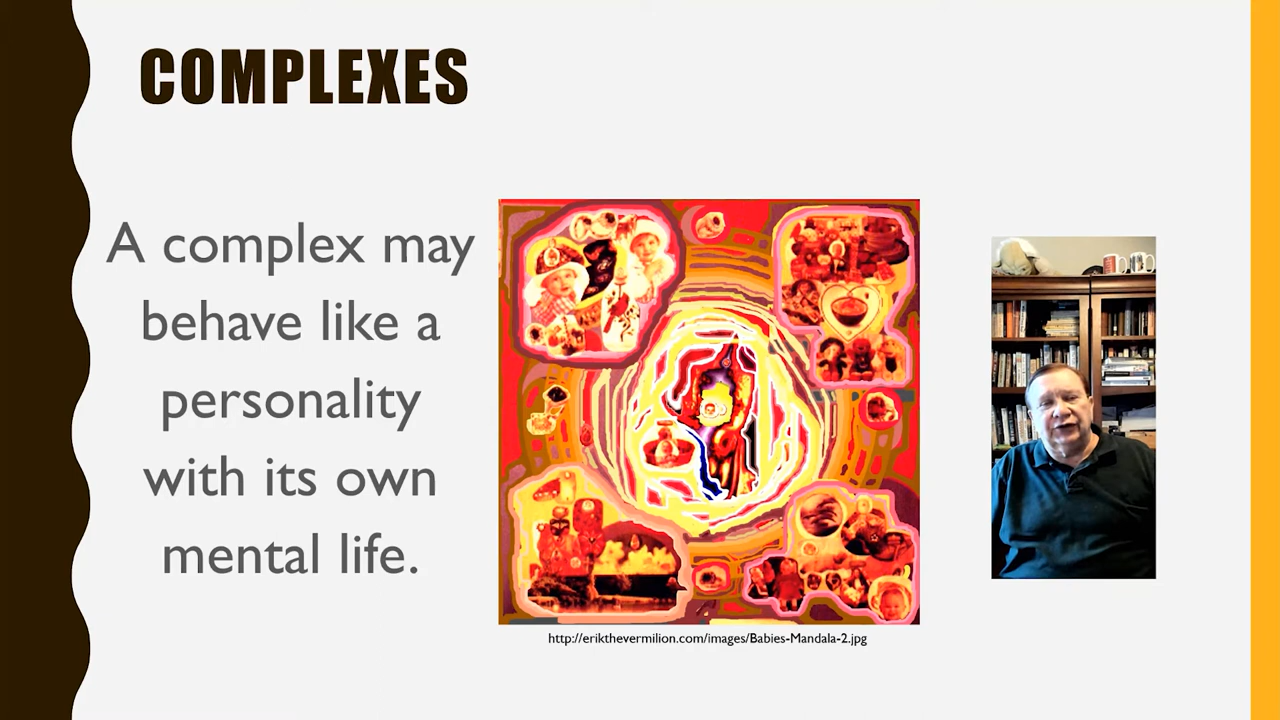 COMPLEXES
A complex may
behave like a
personality
with its own
mental life.
http://erikthevermilion.com/images/Babies-Mandala-2.jpg